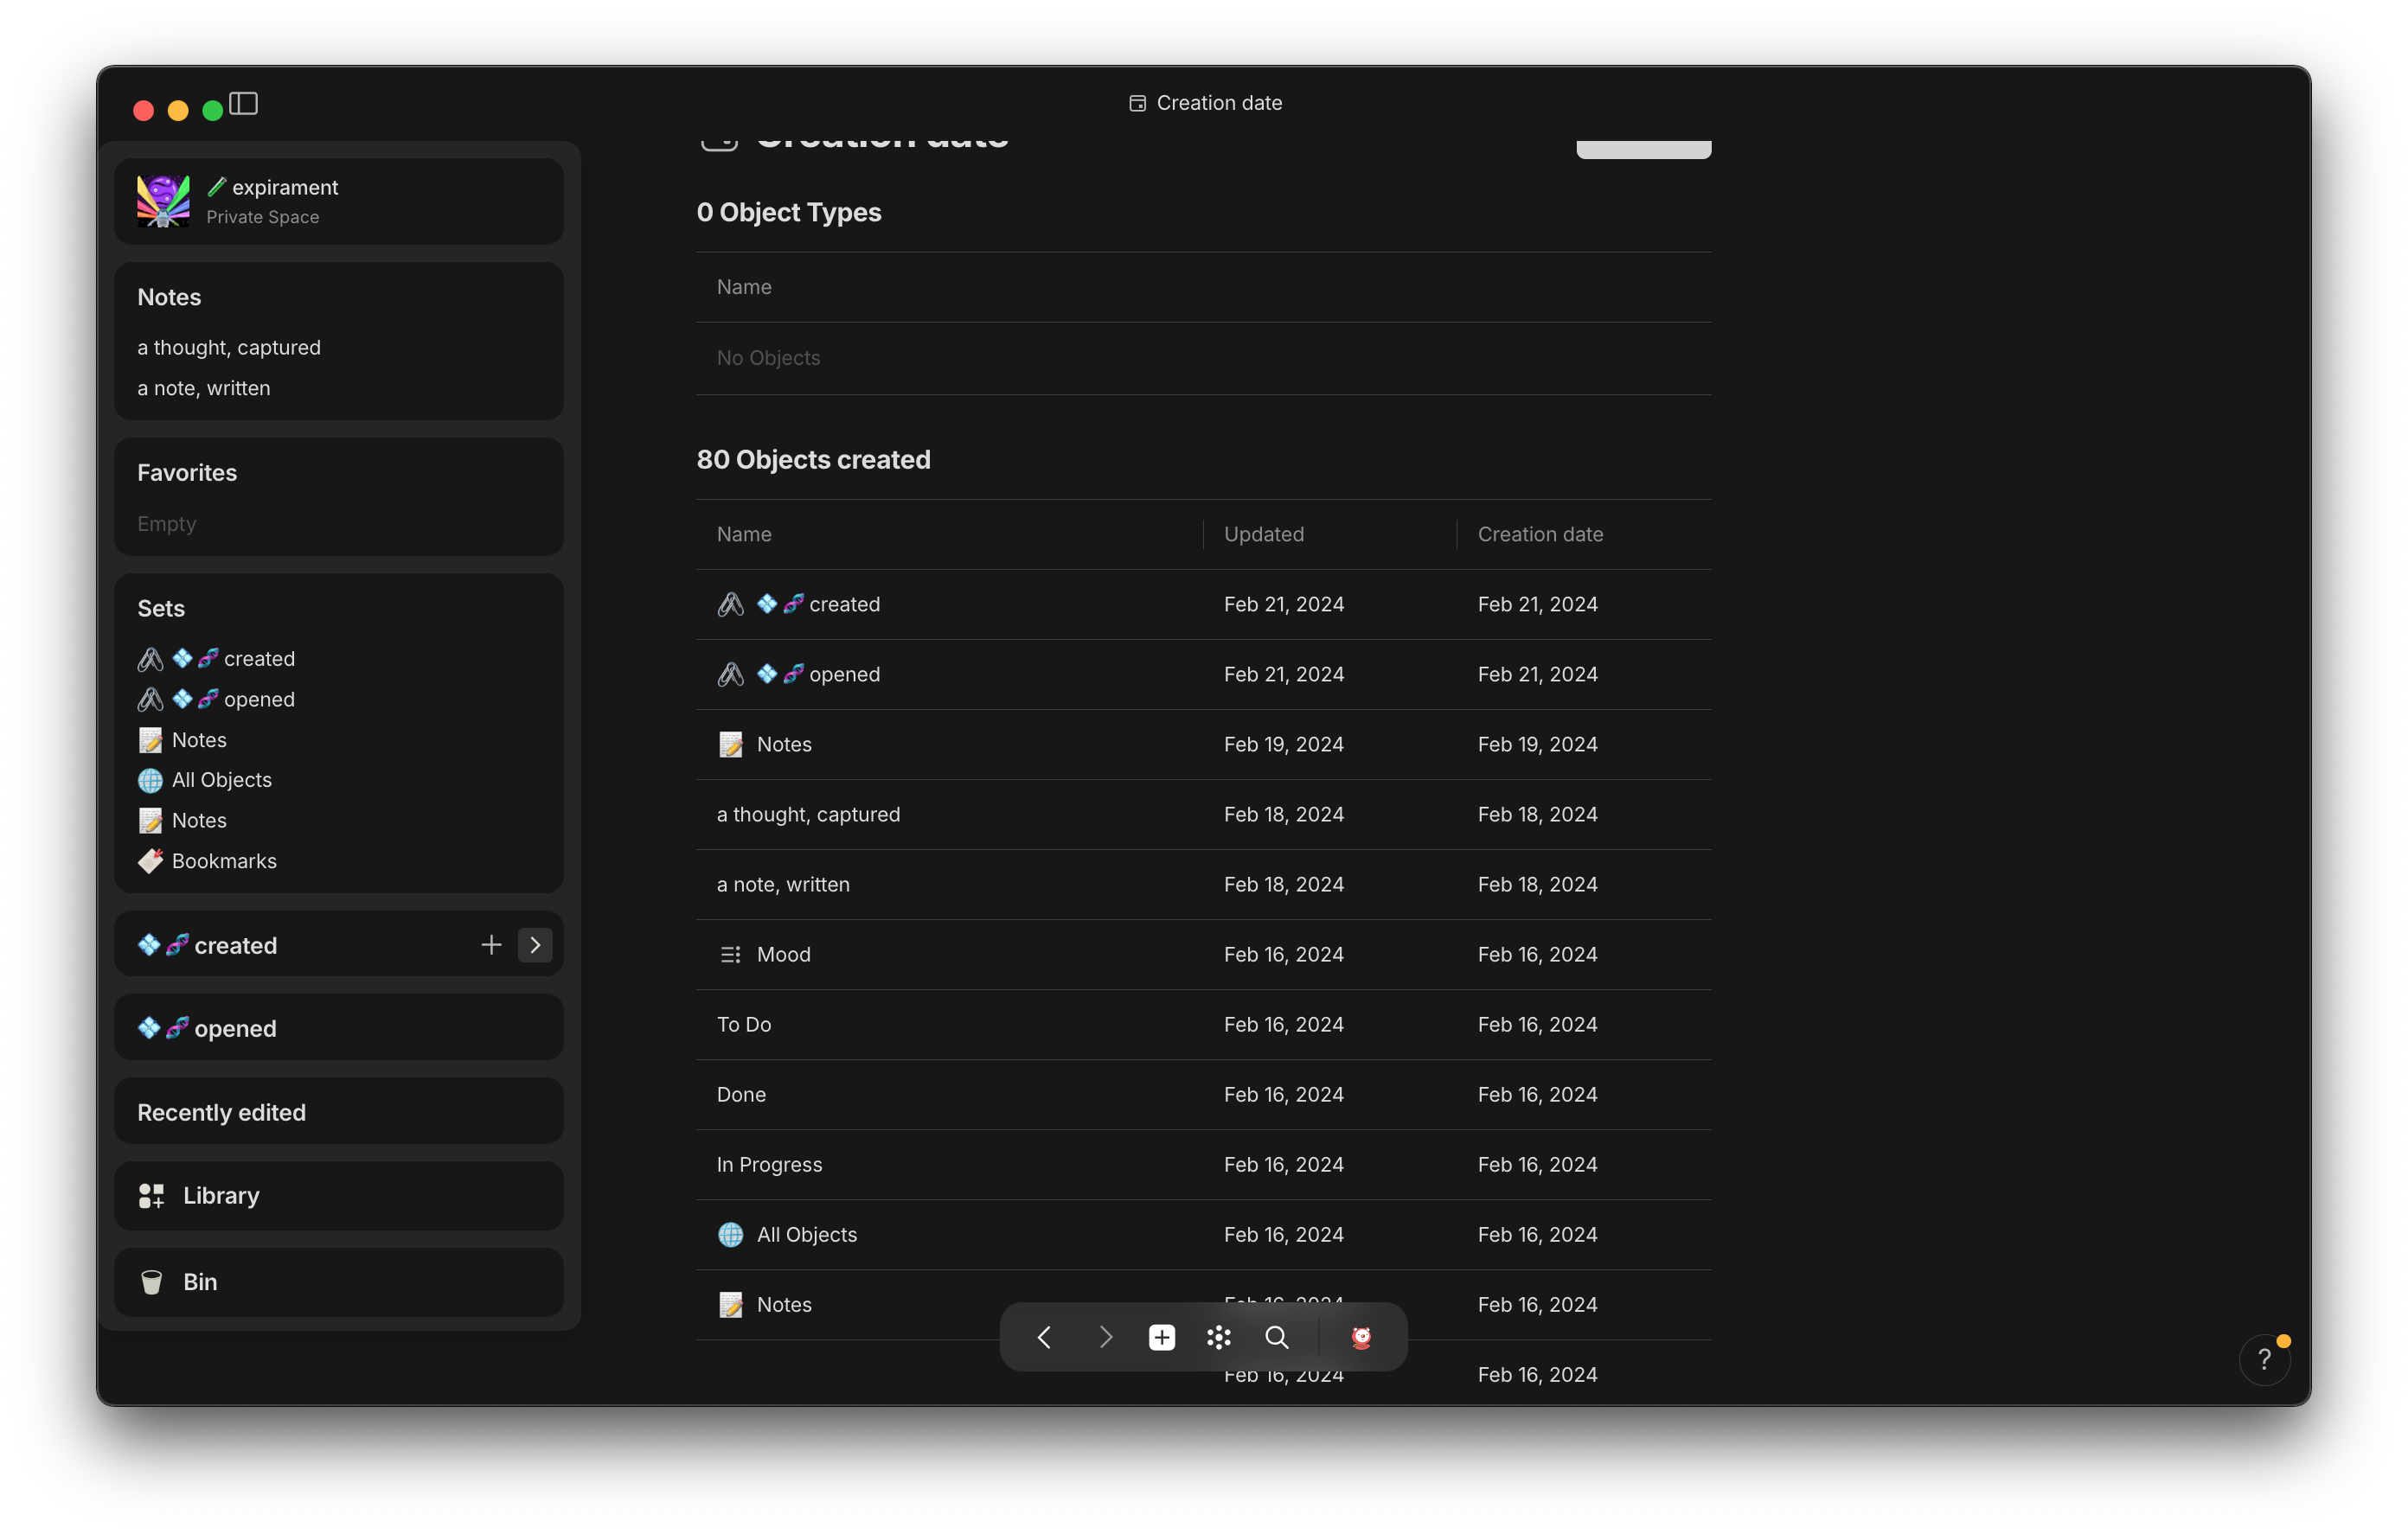 Creation date
expirament
Private Space
Notes
a thought, captured
a note, written
Favorites
Empty
Sets
created
opened
Notes
All Objects
Notes
Bookmarks
created
opened
Recently edited
Library
Bin
Creation date
0 Object Types
Name
No Objects
80 Objects created
Name Updated Creation date
created Feb 21, 2024 Feb 21, 2024
opened Feb 21, 2024 Feb 21, 2024
Notes Feb 19, 2024 Feb 19, 2024
a thought, captured Feb 18, 2024 Feb 18, 2024
a note, written Feb 18, 2024 Feb 18, 2024
Mood Feb 16, 2024 Feb 16, 2024
To Do Feb 16, 2024 Feb 16, 2024
Done Feb 16, 2024 Feb 16, 2024
In Progress Feb 16, 2024 Feb 16, 2024
All Objects Feb 16, 2024 Feb 16, 2024
Notes Feb 16, 2024 Feb 16, 2024
Feb 16, 2024 Feb 16, 2024
?